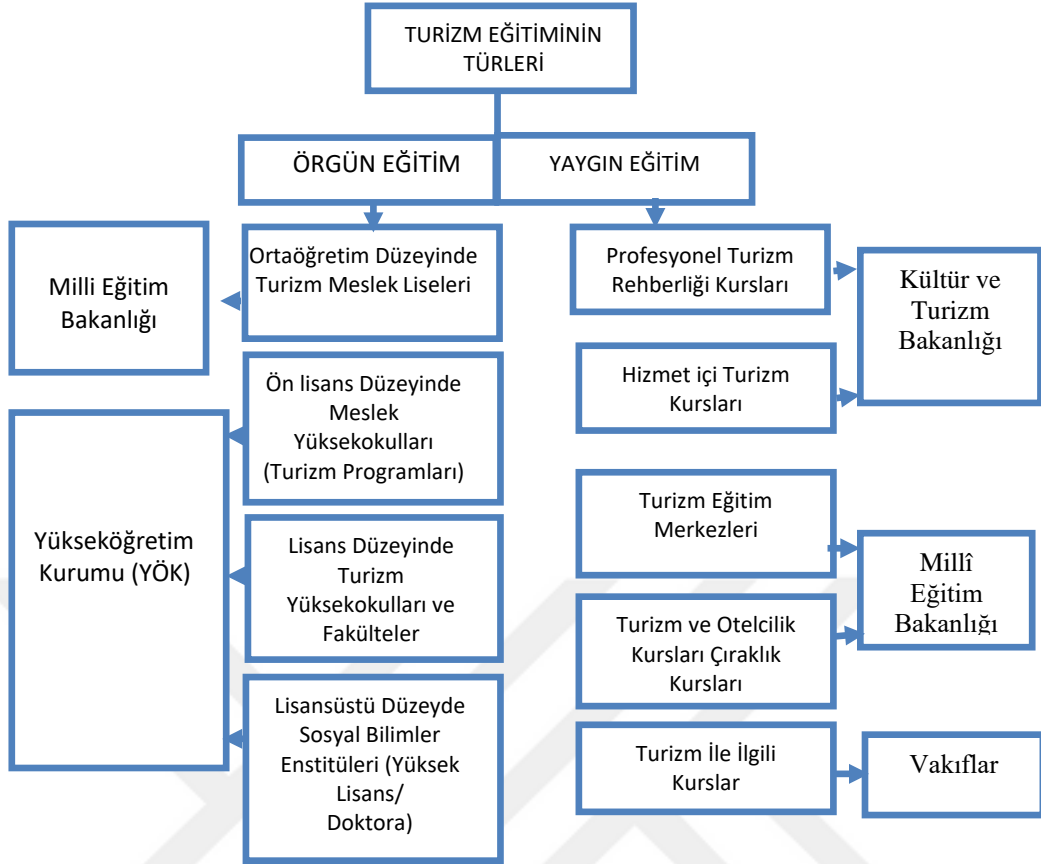 TURİZM EĞİTİMİNİN
TÜRLERİ
ÖRGÜN EĞİTİM
YAYGIN EĞİTİM
Milli Eğitim
Bakanlığı
Ortaöğretim Düzeyinde
Turizm Meslek Liseleri
Profesyonel Turizm
Rehberliği Kursları
Kültür ve
Turizm
Bakanlığı
Ön lisans Düzeyinde
Meslek
Yüksekokulları
(Turizm Programları)
Hizmet içi Turizm
Kursları
Yükseköğretim
Kurumu (YÖK)
Lisans Düzeyinde
Turizm
Yüksekokulları ve
Fakülteler
Turizm Eğitim
Merkezleri
Millî
Eğitim
Bakanlığı
Turizm ve Otelcilik
Kursları Çıraklık
Kursları
Lisansüstü Düzeyde
Sosyal Bilimler
Enstitüleri (Yüksek
Lisans/
Doktora)
Turizm İle İlgili
Kurslar
Vakıflar